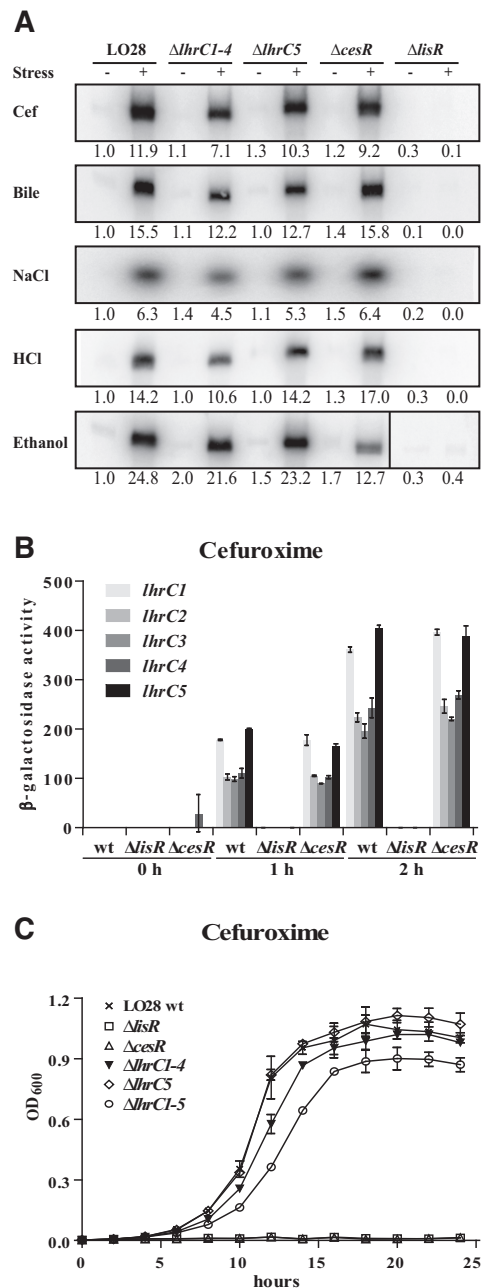 A
LO28 ΔlhrC1-4 ΔlhrC5 ΔcesR ΔlisR
Stress - + - + - + - + - +
Cef
1.0 11.9 1.1 7.1 1.3 10.3 1.2 9.2 0.3 0.1
Bile
1.0 15.5 1.1 12.2 1.0 12.7 1.4 15.8 0.1 0.0
NaCl
1.0 6.3 1.4 4.5 1.1 5.3 1.5 6.4 0.2 0.0
HCl
1.0 14.2 1.0 10.6 1.0 14.2 1.3 17.0 0.3 0.0
Ethanol
1.0 24.8 2.0 21.6 1.5 23.2 1.7 12.7 0.3 0.4
B
Cefuroxime
β-galactosidase activity
500
400
300
200
100
0
lhrC1
lhrC2
lhrC3
lhrC4
lhrC5
wt ΔlisR ΔcesR wt ΔlisR ΔcesR wt ΔlisR ΔcesR
0 h 1 h 2 h
C
Cefuroxime
OD600
1.2
0.9
0.6
0.3
0.0
LO28 wt
ΔlisR
ΔcesR
ΔlhrC1-4
ΔlhrC5
ΔlhrC1-5
0 5 10 15 20 25
hours